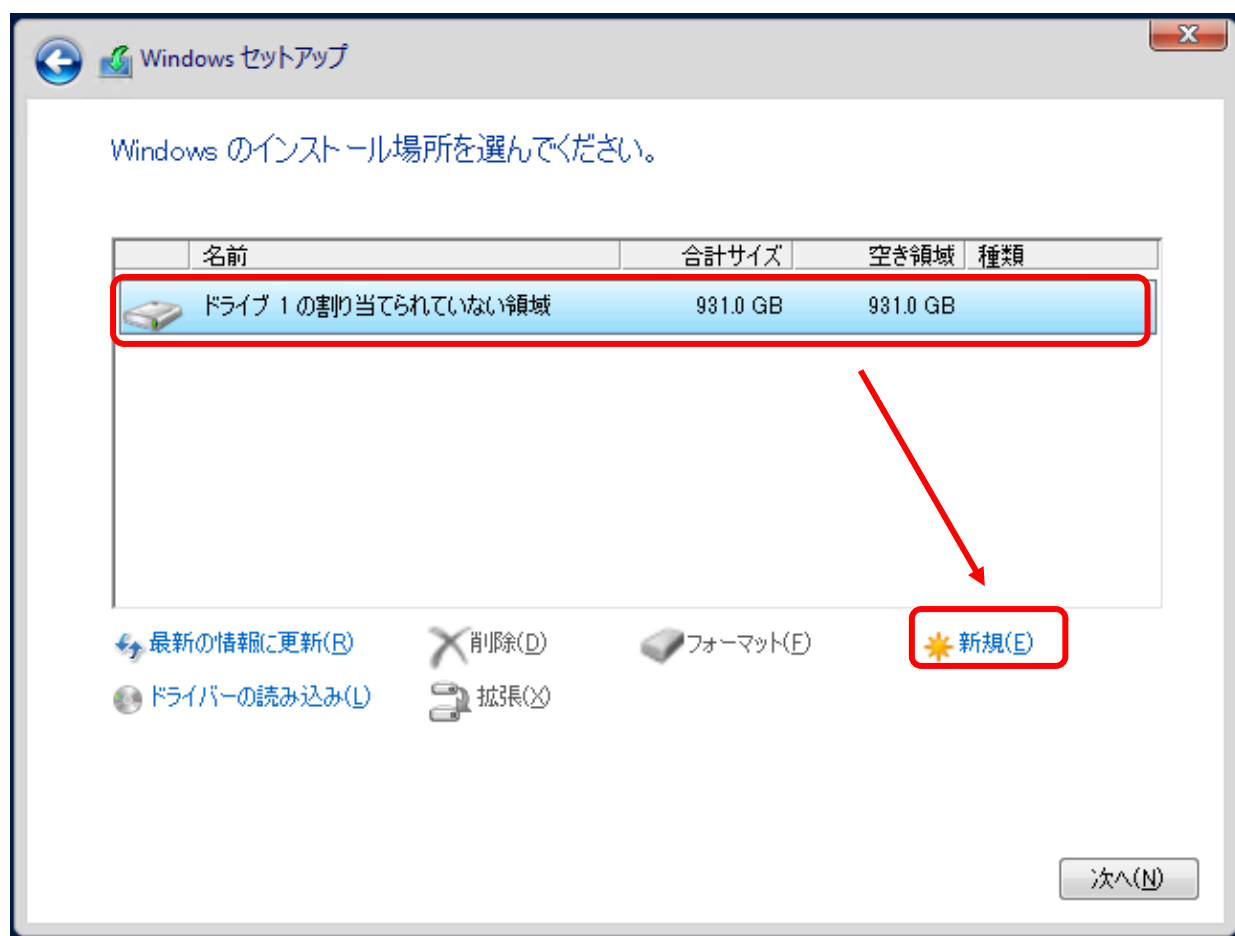 Windows セットアップ
Windows のインストール場所を選んでください。
名前 合計サイズ 空き領域 種類
ドライブ 1 の割り当てられていない領域 931.0 GB 931.0 GB
最新の情報に更新(R) 削除(D) フォーマット(F) 新規(E)
ドライバーの読み込み(L) 拡張(X)
次へ(N)